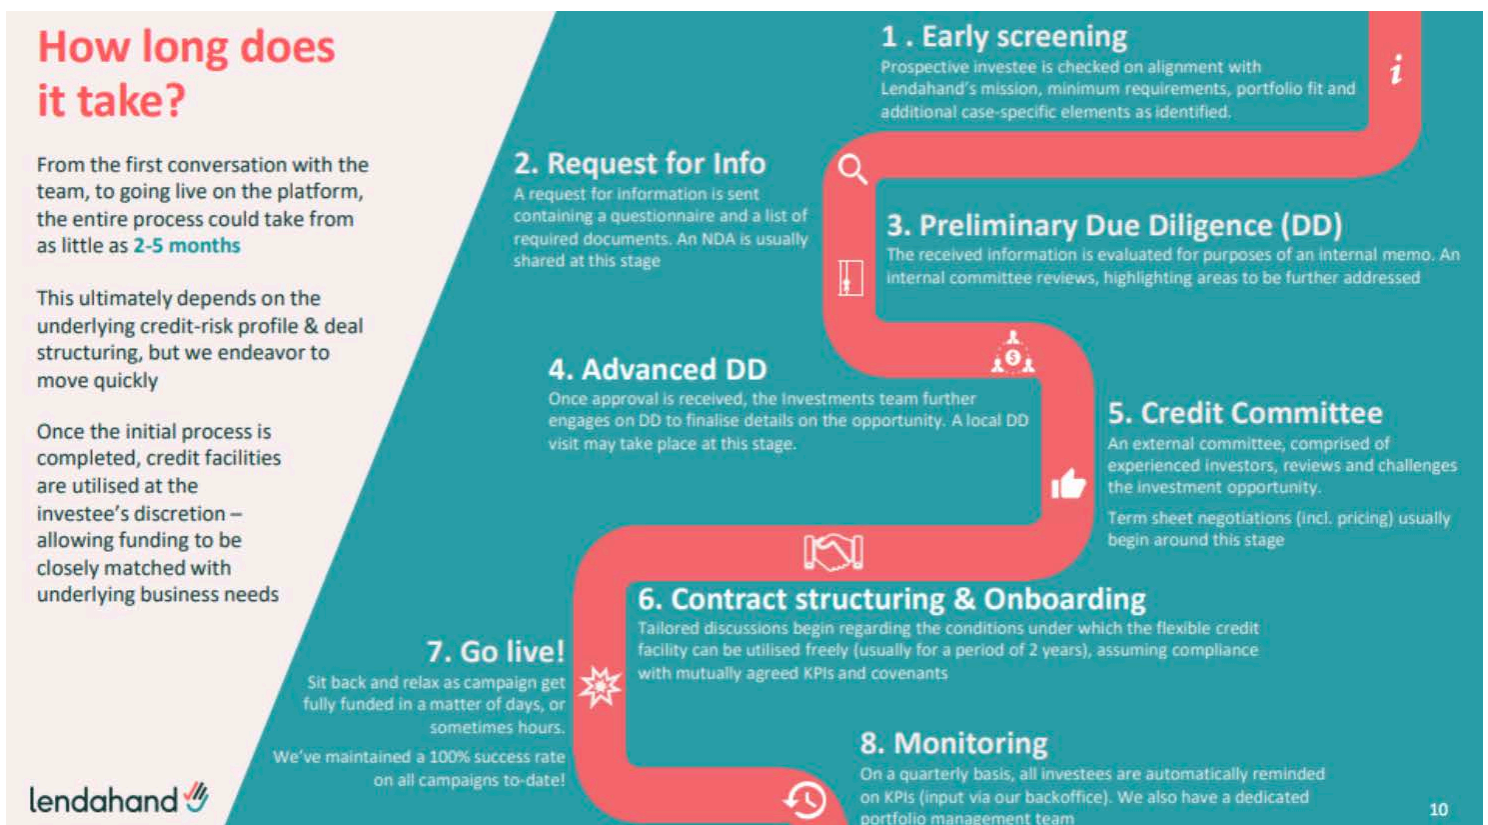 How long does
it take?
From the first conversation with the
team, to going live on the platform,
the entire process could take from
as little as 2-5 months
This ultimately depends on the
underlying credit-risk profile & deal
structuring, but we endeavor to
move quickly
Once the initial process is
completed, credit facilities
are utilised at the
investee's discretion –
allowing funding to be
closely matched with
underlying business needs
1 . Early screening
Prospective investee is checked on alignment with
Lendahand's mission, minimum requirements, portfolio fit and
additional case-specific elements as identified.
i
2. Request for Info
A request for information is sent
containing a questionnaire and a list of
required documents. An NDA is usually
shared at this stage
3. Preliminary Due Diligence (DD)
The received information is evaluated for purposes of an internal memo. An
internal committee reviews, highlighting areas to be further addressed
4. Advanced DD
Once approval is received, the Investments team further
engages on DD to finalise details on the opportunity. A local DD
visit may take place at this stage.
$
5. Credit Committee
An external committee, comprised of
experienced investors, reviews and challenges
the investment opportunity.
Term sheet negotiations (incl. pricing) usually
begin around this stage
6. Contract structuring & Onboarding
Tailored discussions begin regarding the conditions under which the flexible credit
facility can be utilised freely (usually for a period of 2 years), assuming compliance
with mutually agreed KPIs and covenants
7. Go live!
Sit back and relax as campaign get
fully funded in a matter of days, or
sometimes hours.
We've maintained a 100% success rate
on all campaigns to-date!
8. Monitoring
On a quarterly basis, all investees are automatically reminded
on KPIs (input via our backoffice). We also have a dedicated
portfolio management team
lendahand
10